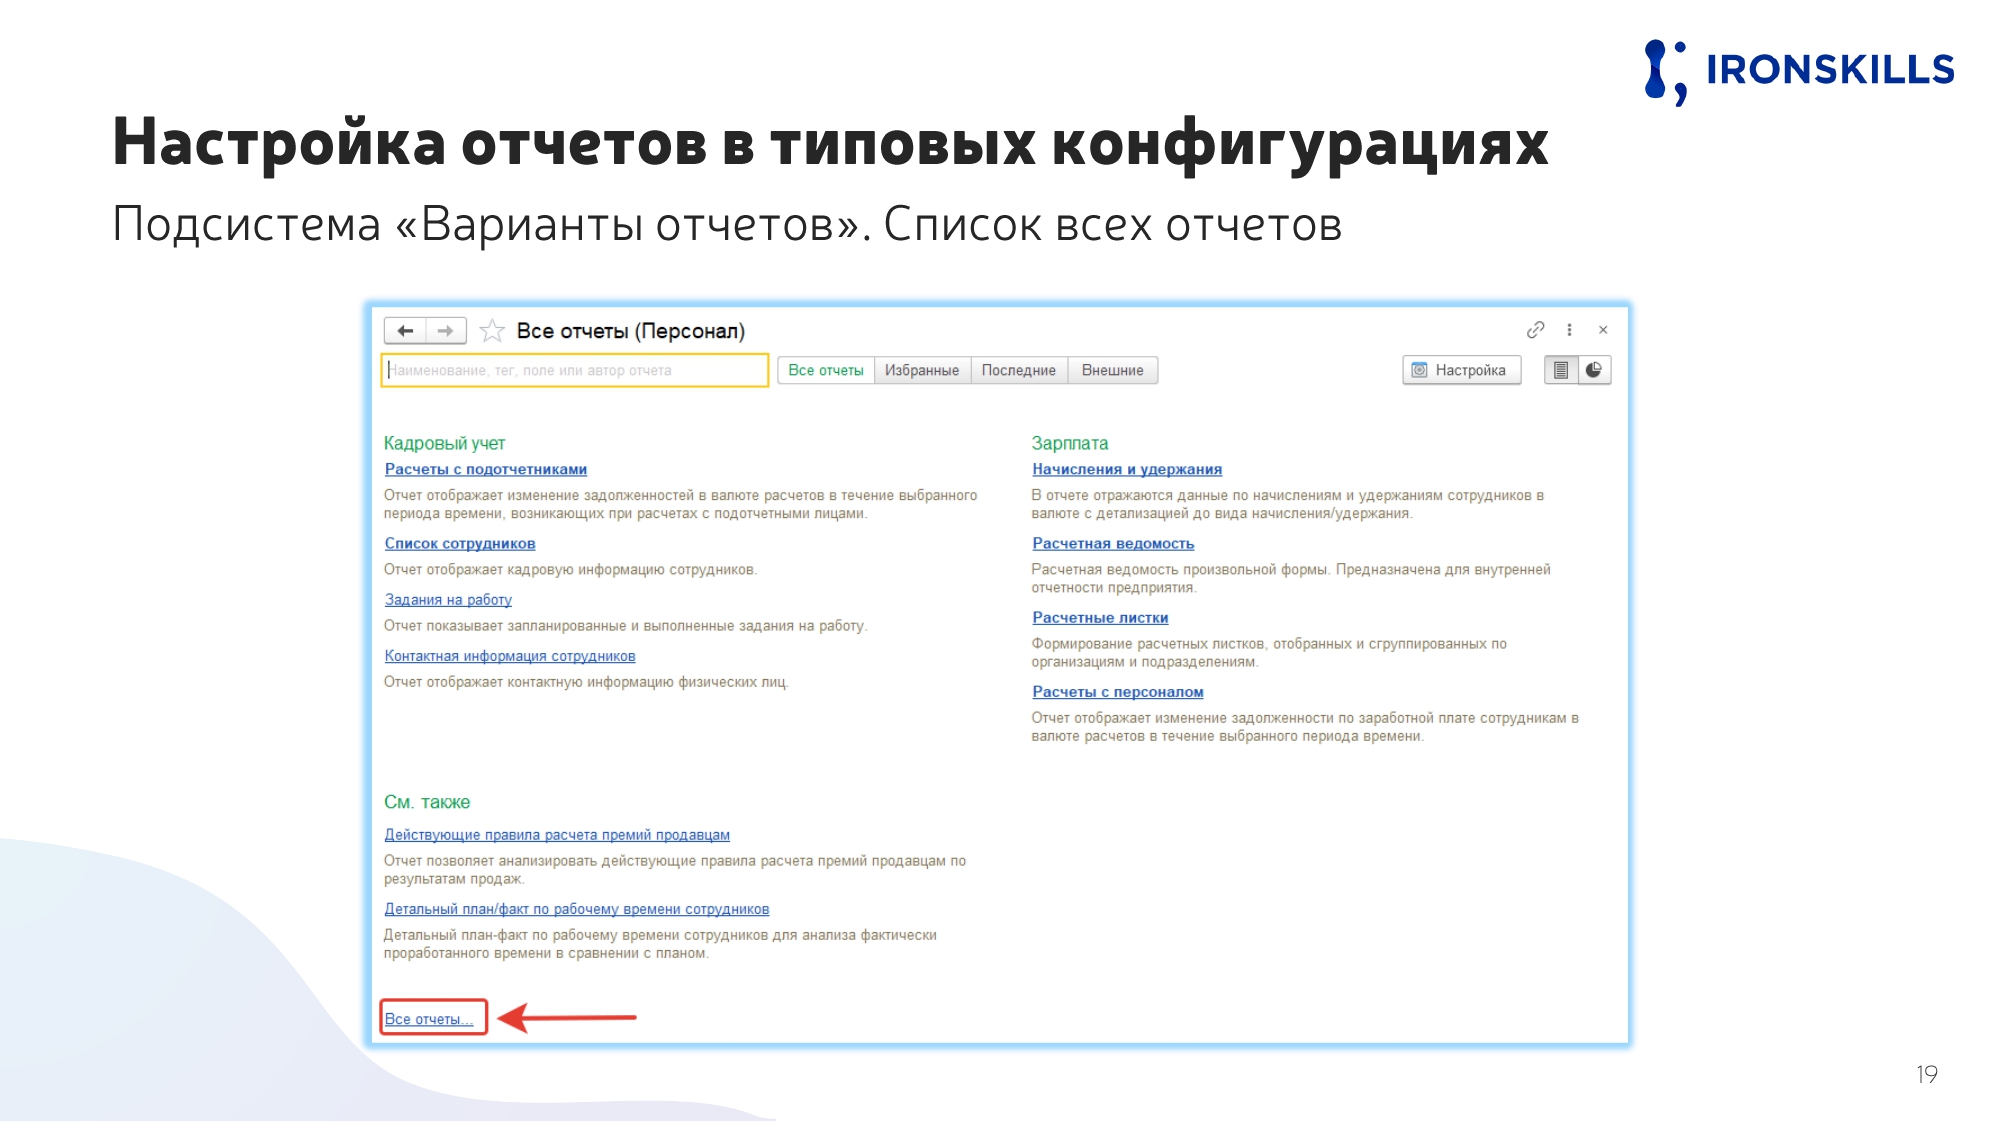 IRONSKILLS
Настройка отчетов в типовых конфигурациях
Подсистема «Варианты отчетов». Список всех отчетов
Все отчеты (Персонал)
Наименование, тег, поле или автор отчета
Все отчеты
Избранные
Последние
Внешние
Настройка
Кадровый учет
Расчеты с подотчетниками
Отчет отображает изменение задолженностей в валюте расчетов в течение выбранного
периода времени, возникающих при расчетах с подотчетными лицами.
Список сотрудников
Отчет отображает кадровую информацию сотрудников.
Задания на работу
Отчет показывает запланированные и выполненные задания на работу.
Контактная информация сотрудников
Отчет отображает контактную информацию физических лиц.
Зарплата
Начисления и удержания
В отчете отражаются данные по начислениям и удержаниям сотрудников в
валюте с детализацией до вида начисления/удержания.
Расчетная ведомость
Расчетная ведомость произвольной формы. Предназначена для внутренней
отчетности предприятия.
Расчетные листки
Формирование расчетных листков, отобранных и сгруппированных по
организациям и подразделениям.
Расчеты с персоналом
Отчет отображает изменение задолженности по заработной плате сотрудникам в
валюте расчетов в течение выбранного периода времени.
См. также
Действующие правила расчета премий продавцам
Отчет позволяет анализировать действующие правила расчета премий продавцам по
результатам продаж.
Детальный план/факт по рабочему времени сотрудников
Детальный план-факт по рабочему времени сотрудников для анализа фактически
проработанного времени в сравнении с планом.
Все отчеты...
19